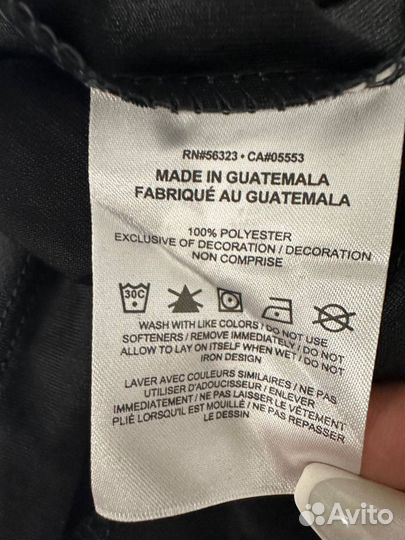 RN#56323 • CA#05553
MADE IN GUATEMALA
FABRIQUÉ AU GUATEMALA
100% POLYESTER
EXCLUSIVE OF DECORATION / DECORATION
NON COMPRISE
30C
WASH WITH LIKE COLORS / DO NOT USE
SOFTENERS / REMOVE IMMEDIATELY / DO NOT
ALLOW TO LAY ON ITSELF WHEN WET / DO NOT
IRON DESIGN
LAVER AVEC COULEURS SIMILAIRES / NE PAS
UTILISER D'ADOUCISSEUR / ENLEVER
IMMEDIATEMENT / NE PAS LAISSER LE VÊTEMENT
PLIÉ LORSQU'IL EST MOUILLÉ / NE PAS REPASSER
LE DESSIN
Avito